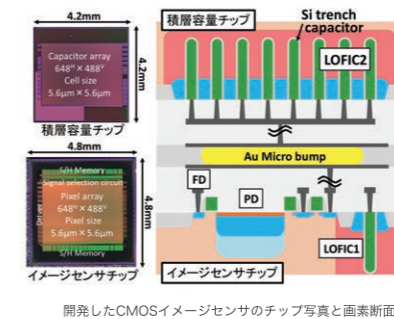 4.2mm
Capacitor array
648ᴴ×488ⱽ
Cell size
5.6μm×5.6μm
4.2mm
積層容量チップ
4.8mm
S/H Memory
Signal selection circuit
Driver
Pixel array
648ᴴ×488ⱽ
Pixel size
5.6μm×5.6μm
S/H Memory
4.8mm
イメージセンサチップ
積層容量チップ
Si trench
capacitor
LOFIC2
Au Micro bump
FD
PD
LOFIC1
イメージセンサチップ
開発したCMOSイメージセンサのチップ写真と画素断面